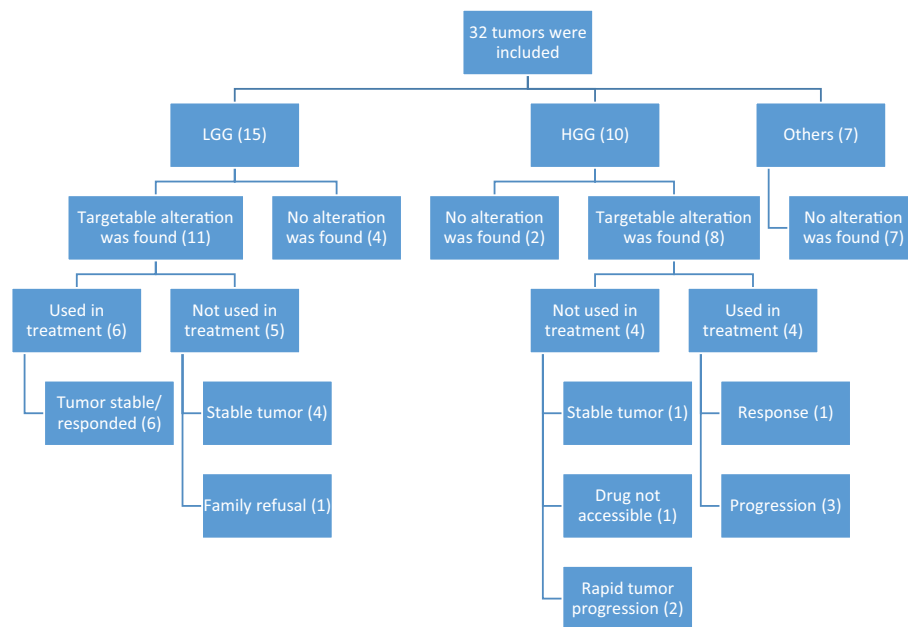 32 tumors were
included
LGG (15)
HGG (10)
Others (7)
Targetable alteration
was found (11)
No alteration
was found (4)
No alteration
was found (2)
Targetable alteration
was found (8)
No alteration
was found (7)
Used in
treatment (6)
Not used in
treatment (5)
Not used in
treatment (4)
Used in
treatment (4)
Tumor stable/
responded (6)
Stable tumor (4)
Stable tumor (1)
Response (1)
Family refusal (1)
Drug not
accessible (1)
Progression (3)
Rapid tumor
progression (2)